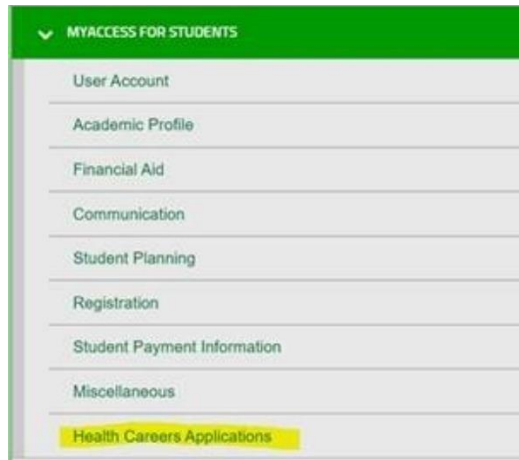 MYACCESS FOR STUDENTS
User Account
Academic Profile
Financial Aid
Communication
Student Planning
Registration
Student Payment Information
Miscellaneous
Health Careers Applications